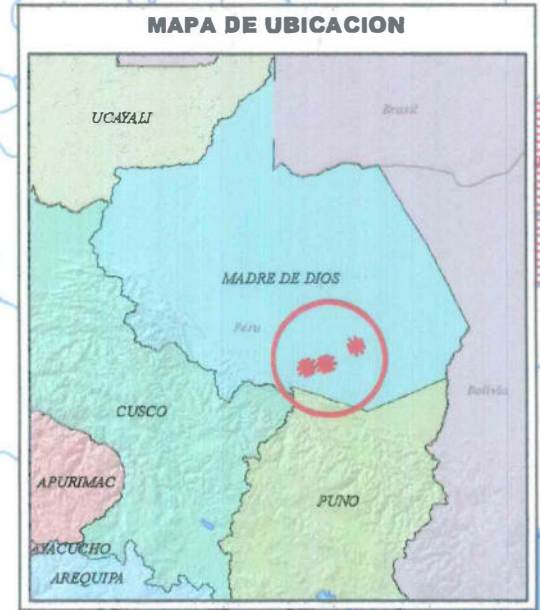 MAPA DE UBICACION
UCAYALI
Brasil
MADRE DE DIOS
Peru
Bolivia
CUSCO
APURIMAC
PUNO
AYACUCHO
AREQUIPA